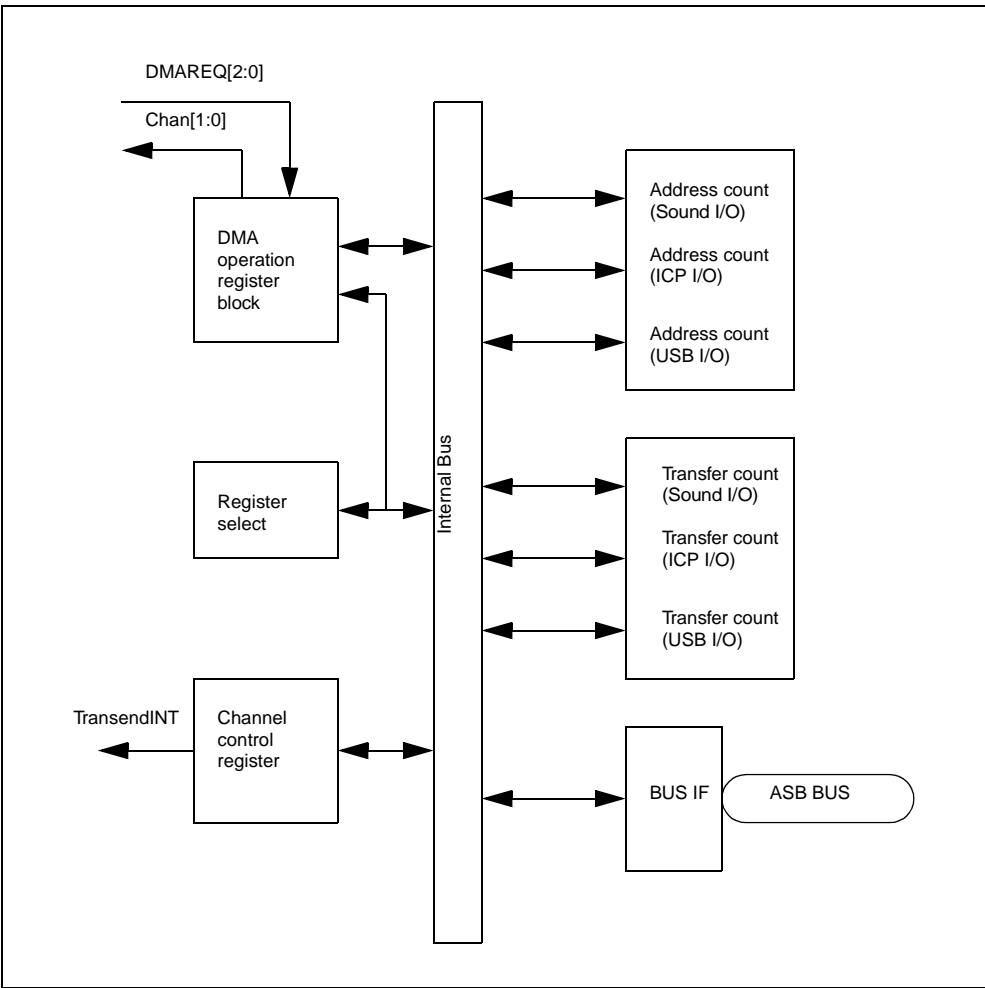 DMAREQ[2:0]
Chan[1:0]
DMA
operation
register
block
Register
select
TransendINT
Channel
control
register
Internal Bus
Address count
(Sound I/O)
Address count
(ICP I/O)
Address count
(USB I/O)
Transfer count
(Sound I/O)
Transfer count
(ICP I/O)
Transfer count
(USB I/O)
BUS IF
ASB BUS